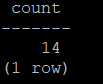 count
-------
14
(1 row)